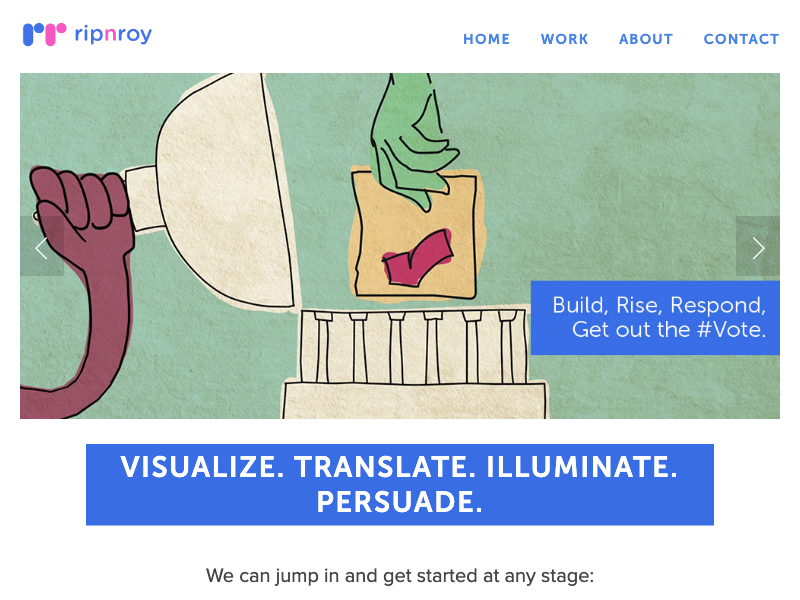 ripnroy
HOME WORK ABOUT CONTACT
Build, Rise, Respond,
Get out the #Vote.
VISUALIZE. TRANSLATE. ILLUMINATE.
PERSUADE.
We can jump in and get started at any stage: